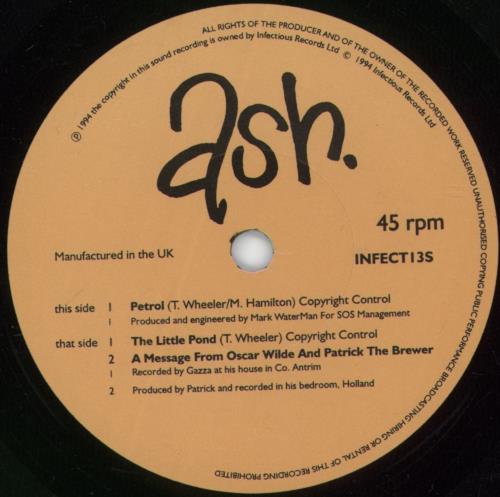 ALL RIGHTS OF THE PRODUCER AND OF THE OWNER OF THE RECORDED WORK RESERVED UNAUTHORISED COPYING PUBLIC PERFORMANCE BROADCASTING HIRING OR RENTAL OF THIS RECORDING PROHIBITED
℗ 1994 the copyright in this sound recording is owned by Infectious Records Ltd © 1994 Infectious Records Ltd
ash.
45 rpm
Manufactured in the UK
INFECT13S
this side 1 Petrol (T. Wheeler/M. Hamilton) Copyright Control
1 Produced and engineered by Mark WaterMan For SOS Management
that side 1 The Little Pond (T. Wheeler) Copyright Control
2 A Message From Oscar Wilde And Patrick The Brewer
1 Recorded by Gazza at his house in Co. Antrim
2 Produced by Patrick and recorded in his bedroom, Holland